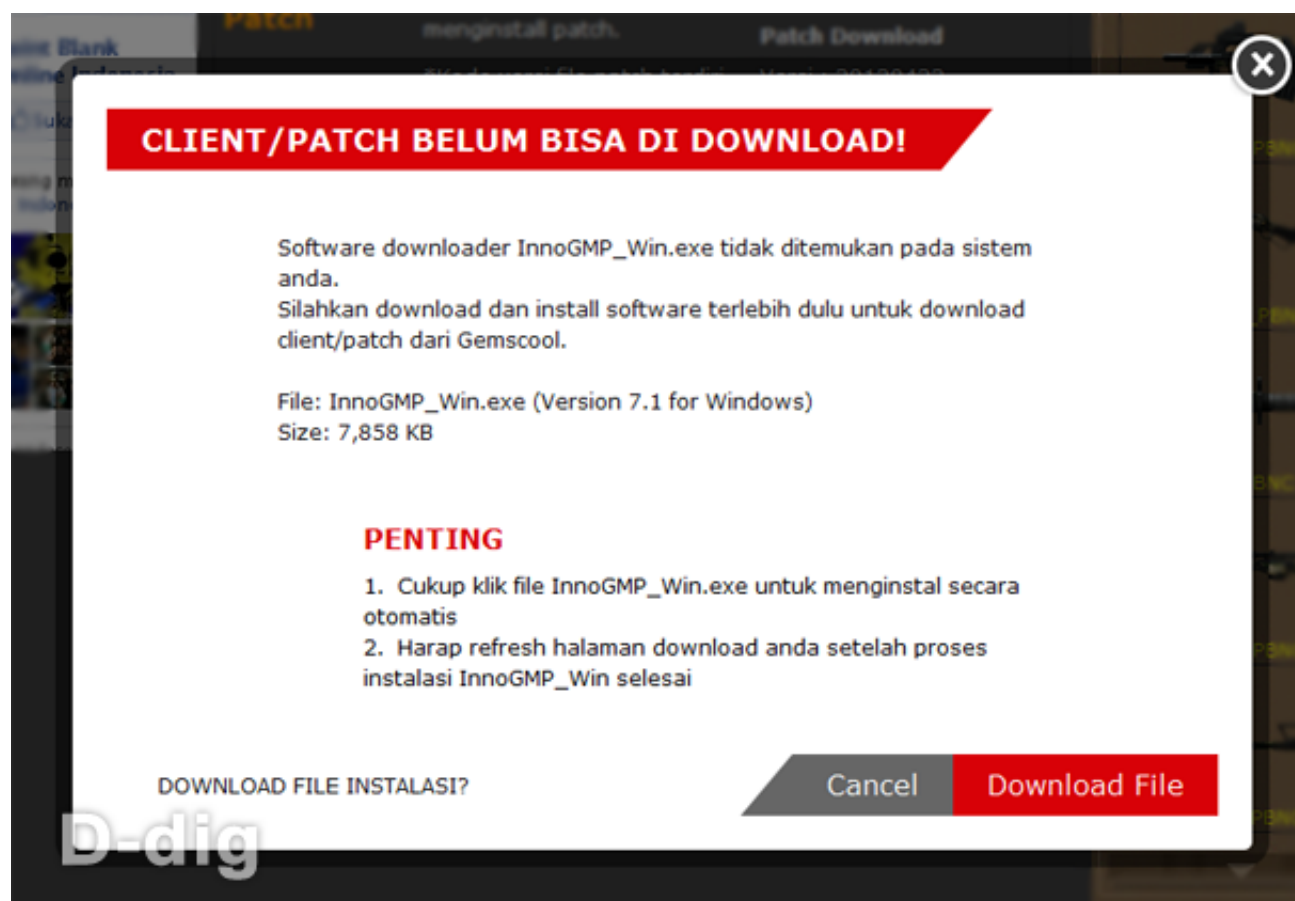 Patch
menginstall patch.
Patch Download
Blank
CLIENT/PATCH BELUM BISA DI DOWNLOAD!
Software downloader InnoGMP_Win.exe tidak ditemukan pada sistem
anda.
Silahkan download dan install software terlebih dulu untuk download
client/patch dari Gemscool.
File: InnoGMP_Win.exe (Version 7.1 for Windows)
Size: 7,858 KB
PENTING
1. Cukup klik file InnoGMP_Win.exe untuk menginstal secara
otomatis
2. Harap refresh halaman download anda setelah proses
instalasi InnoGMP_Win selesai
DOWNLOAD FILE INSTALASI?
Cancel
Download File
D-dig